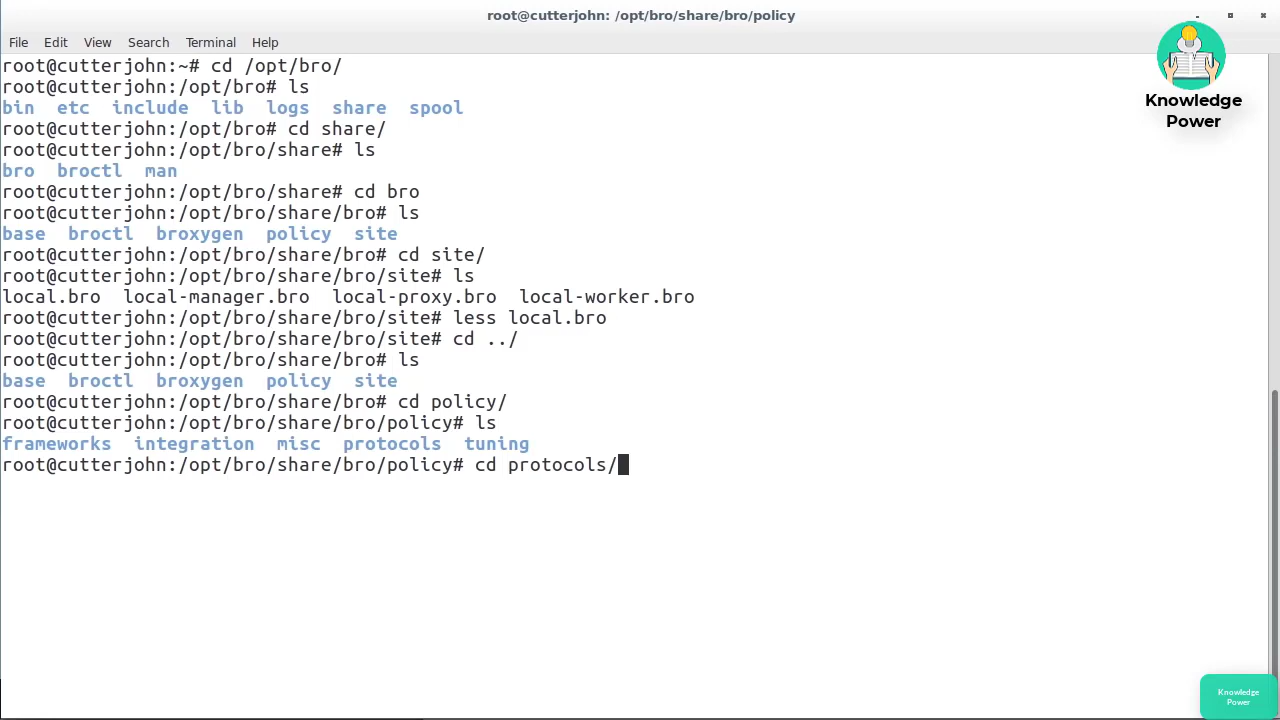 root@cutterjohn: /opt/bro/share/bro/policy
File Edit View Search Terminal Help
root@cutterjohn:~# cd /opt/bro/
root@cutterjohn:/opt/bro# ls
bin etc include lib logs share spool
root@cutterjohn:/opt/bro# cd share/
root@cutterjohn:/opt/bro/share# ls
bro broctl man
root@cutterjohn:/opt/bro/share# cd bro
root@cutterjohn:/opt/bro/share/bro# ls
base broctl broxygen policy site
root@cutterjohn:/opt/bro/share/bro# cd site/
root@cutterjohn:/opt/bro/share/bro/site# ls
local.bro local-manager.bro local-proxy.bro local-worker.bro
root@cutterjohn:/opt/bro/share/bro/site# less local.bro
root@cutterjohn:/opt/bro/share/bro/site# cd ../
root@cutterjohn:/opt/bro/share/bro# ls
base broctl broxygen policy site
root@cutterjohn:/opt/bro/share/bro# cd policy/
root@cutterjohn:/opt/bro/share/bro/policy# ls
frameworks integration misc protocols tuning
root@cutterjohn:/opt/bro/share/bro/policy# cd protocols/
Knowledge
Power
Knowledge
Power